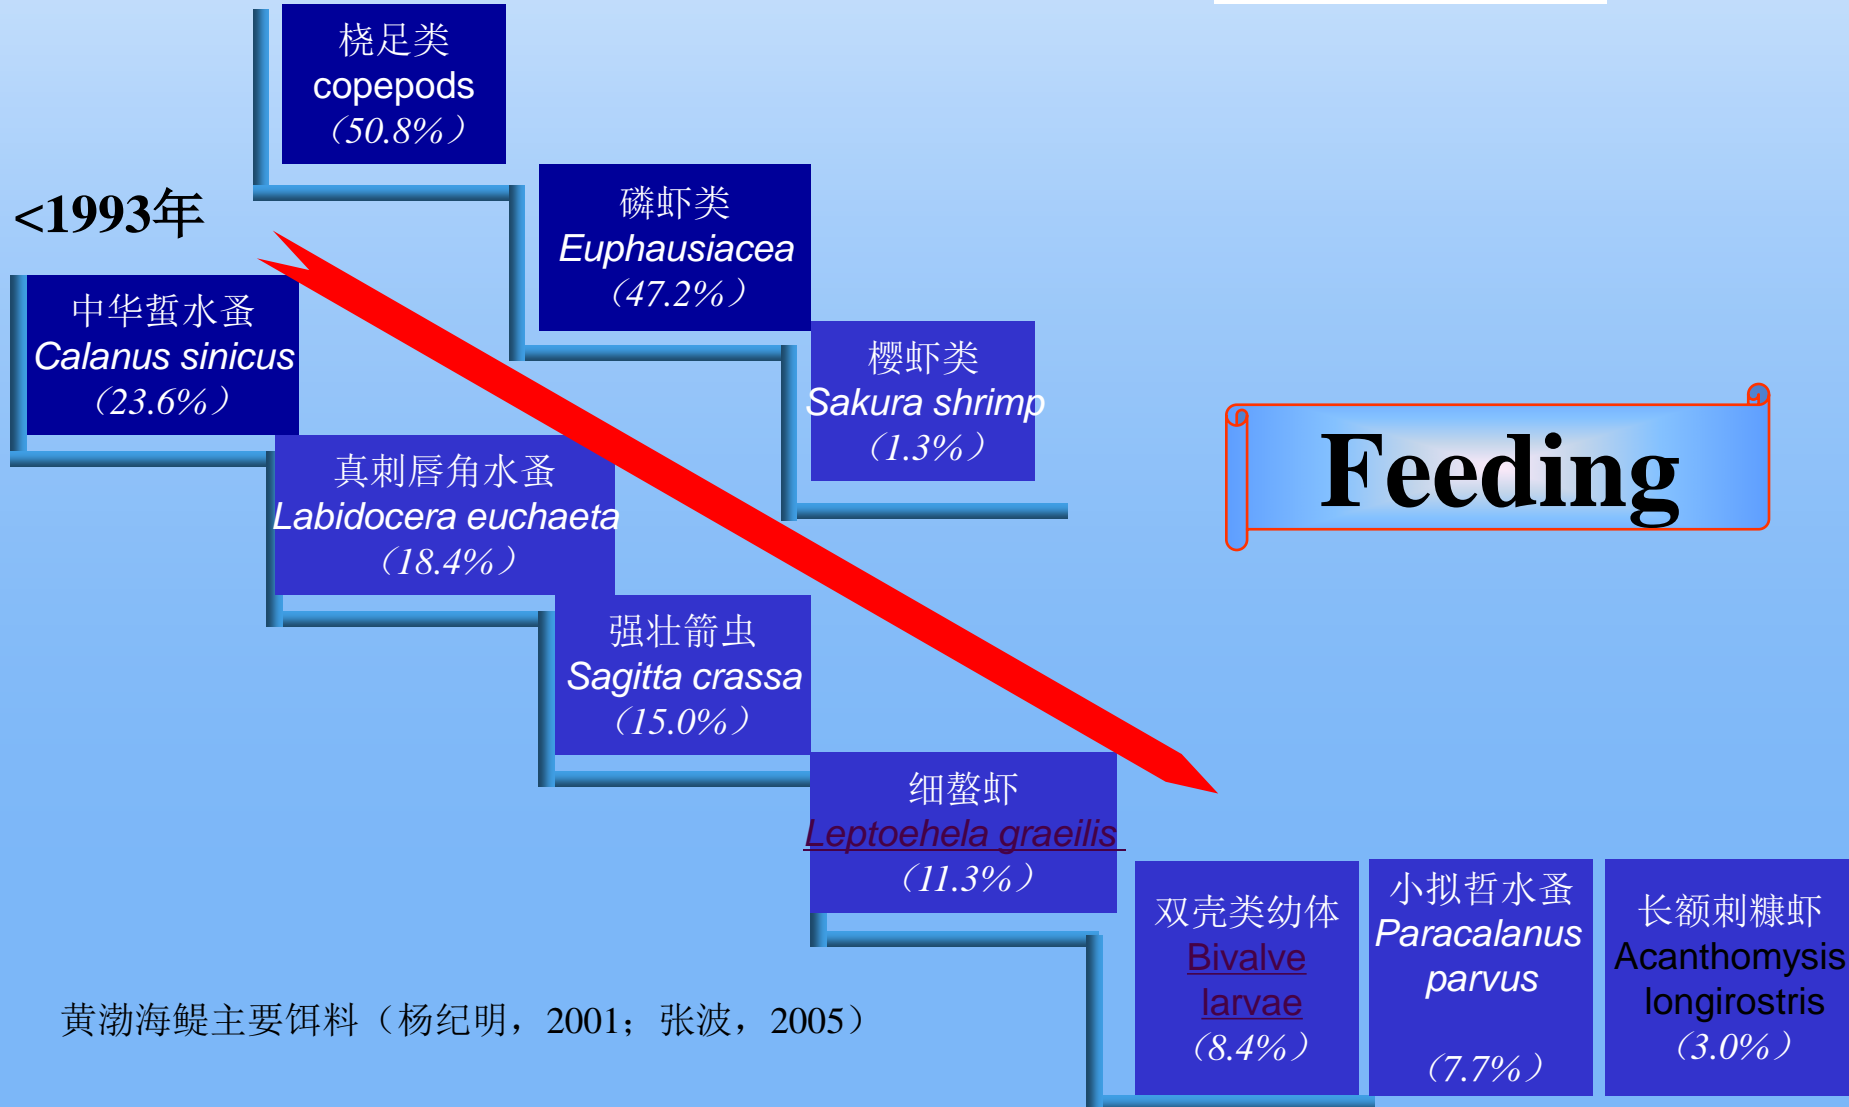 桡足类
copepods
（50.8%）
磷虾类
Euphausiacea
（47.2%）
樱虾类
Sakura shrimp
（1.3%）
<1993年
中华蜇水蚤
Calanus sinicus
（23.6%）
真刺唇角水蚤
Labidocera euchaeta
（18.4%）
强壮箭虫
Sagitta crassa
（15.0%）
细螯虾
Leptoehela graeilis
（11.3%）
双壳类幼体
Bivalve
larvae
（8.4%）
小拟哲水蚤
Paracalanus
parvus
（7.7%）
长额刺糠虾
Acanthomysis
longirostris
（3.0%）
Feeding
黄渤海鳀主要饵料（杨纪明，2001；张波，2005）